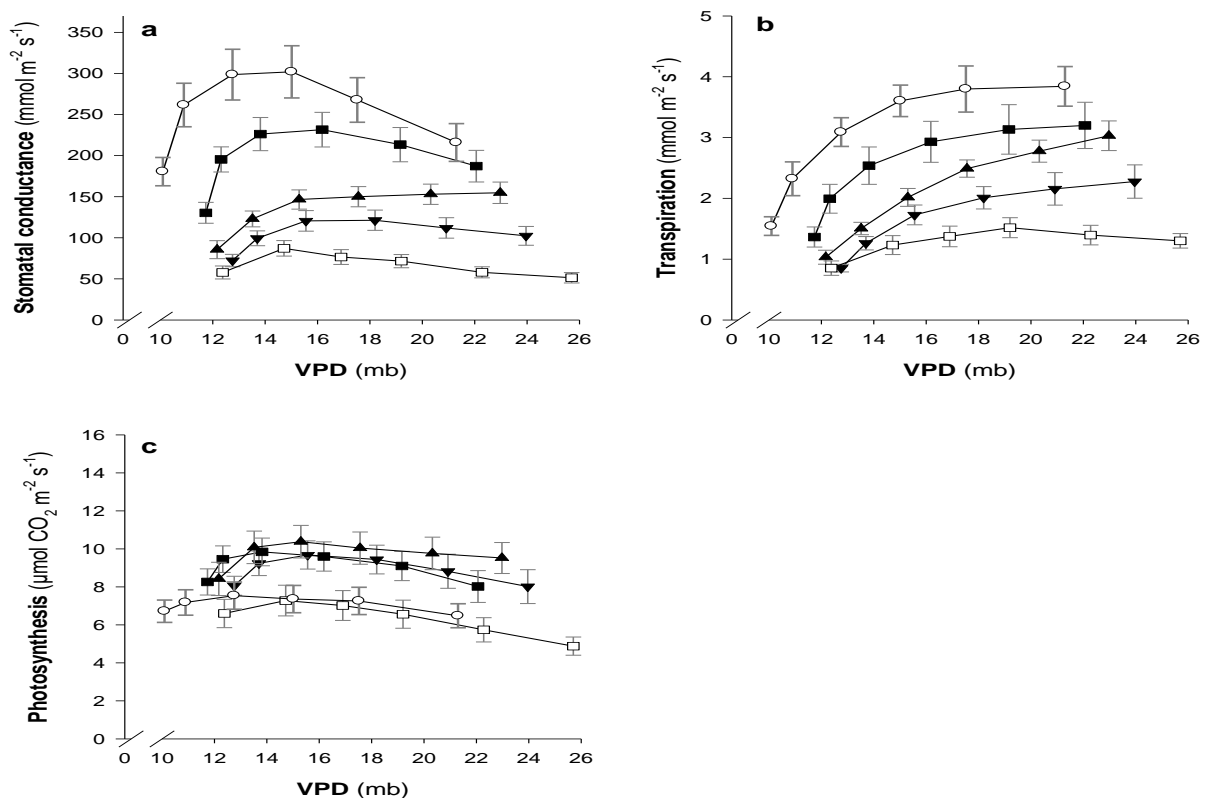 a
Stomatal conductance (mmol m-2 s-1)
350
300
250
200
150
100
50
0
0 10 12 14 16 18 20 22 24 26
VPD (mb)
b
Transpiration (mmol m-2 s-1)
5
4
3
2
1
0
0 10 12 14 16 18 20 22 24 26
VPD (mb)
c
Photosynthesis (µmol CO2 m-2 s-1)
16
14
12
10
8
6
4
2
0
0 10 12 14 16 18 20 22 24 26
VPD (mb)